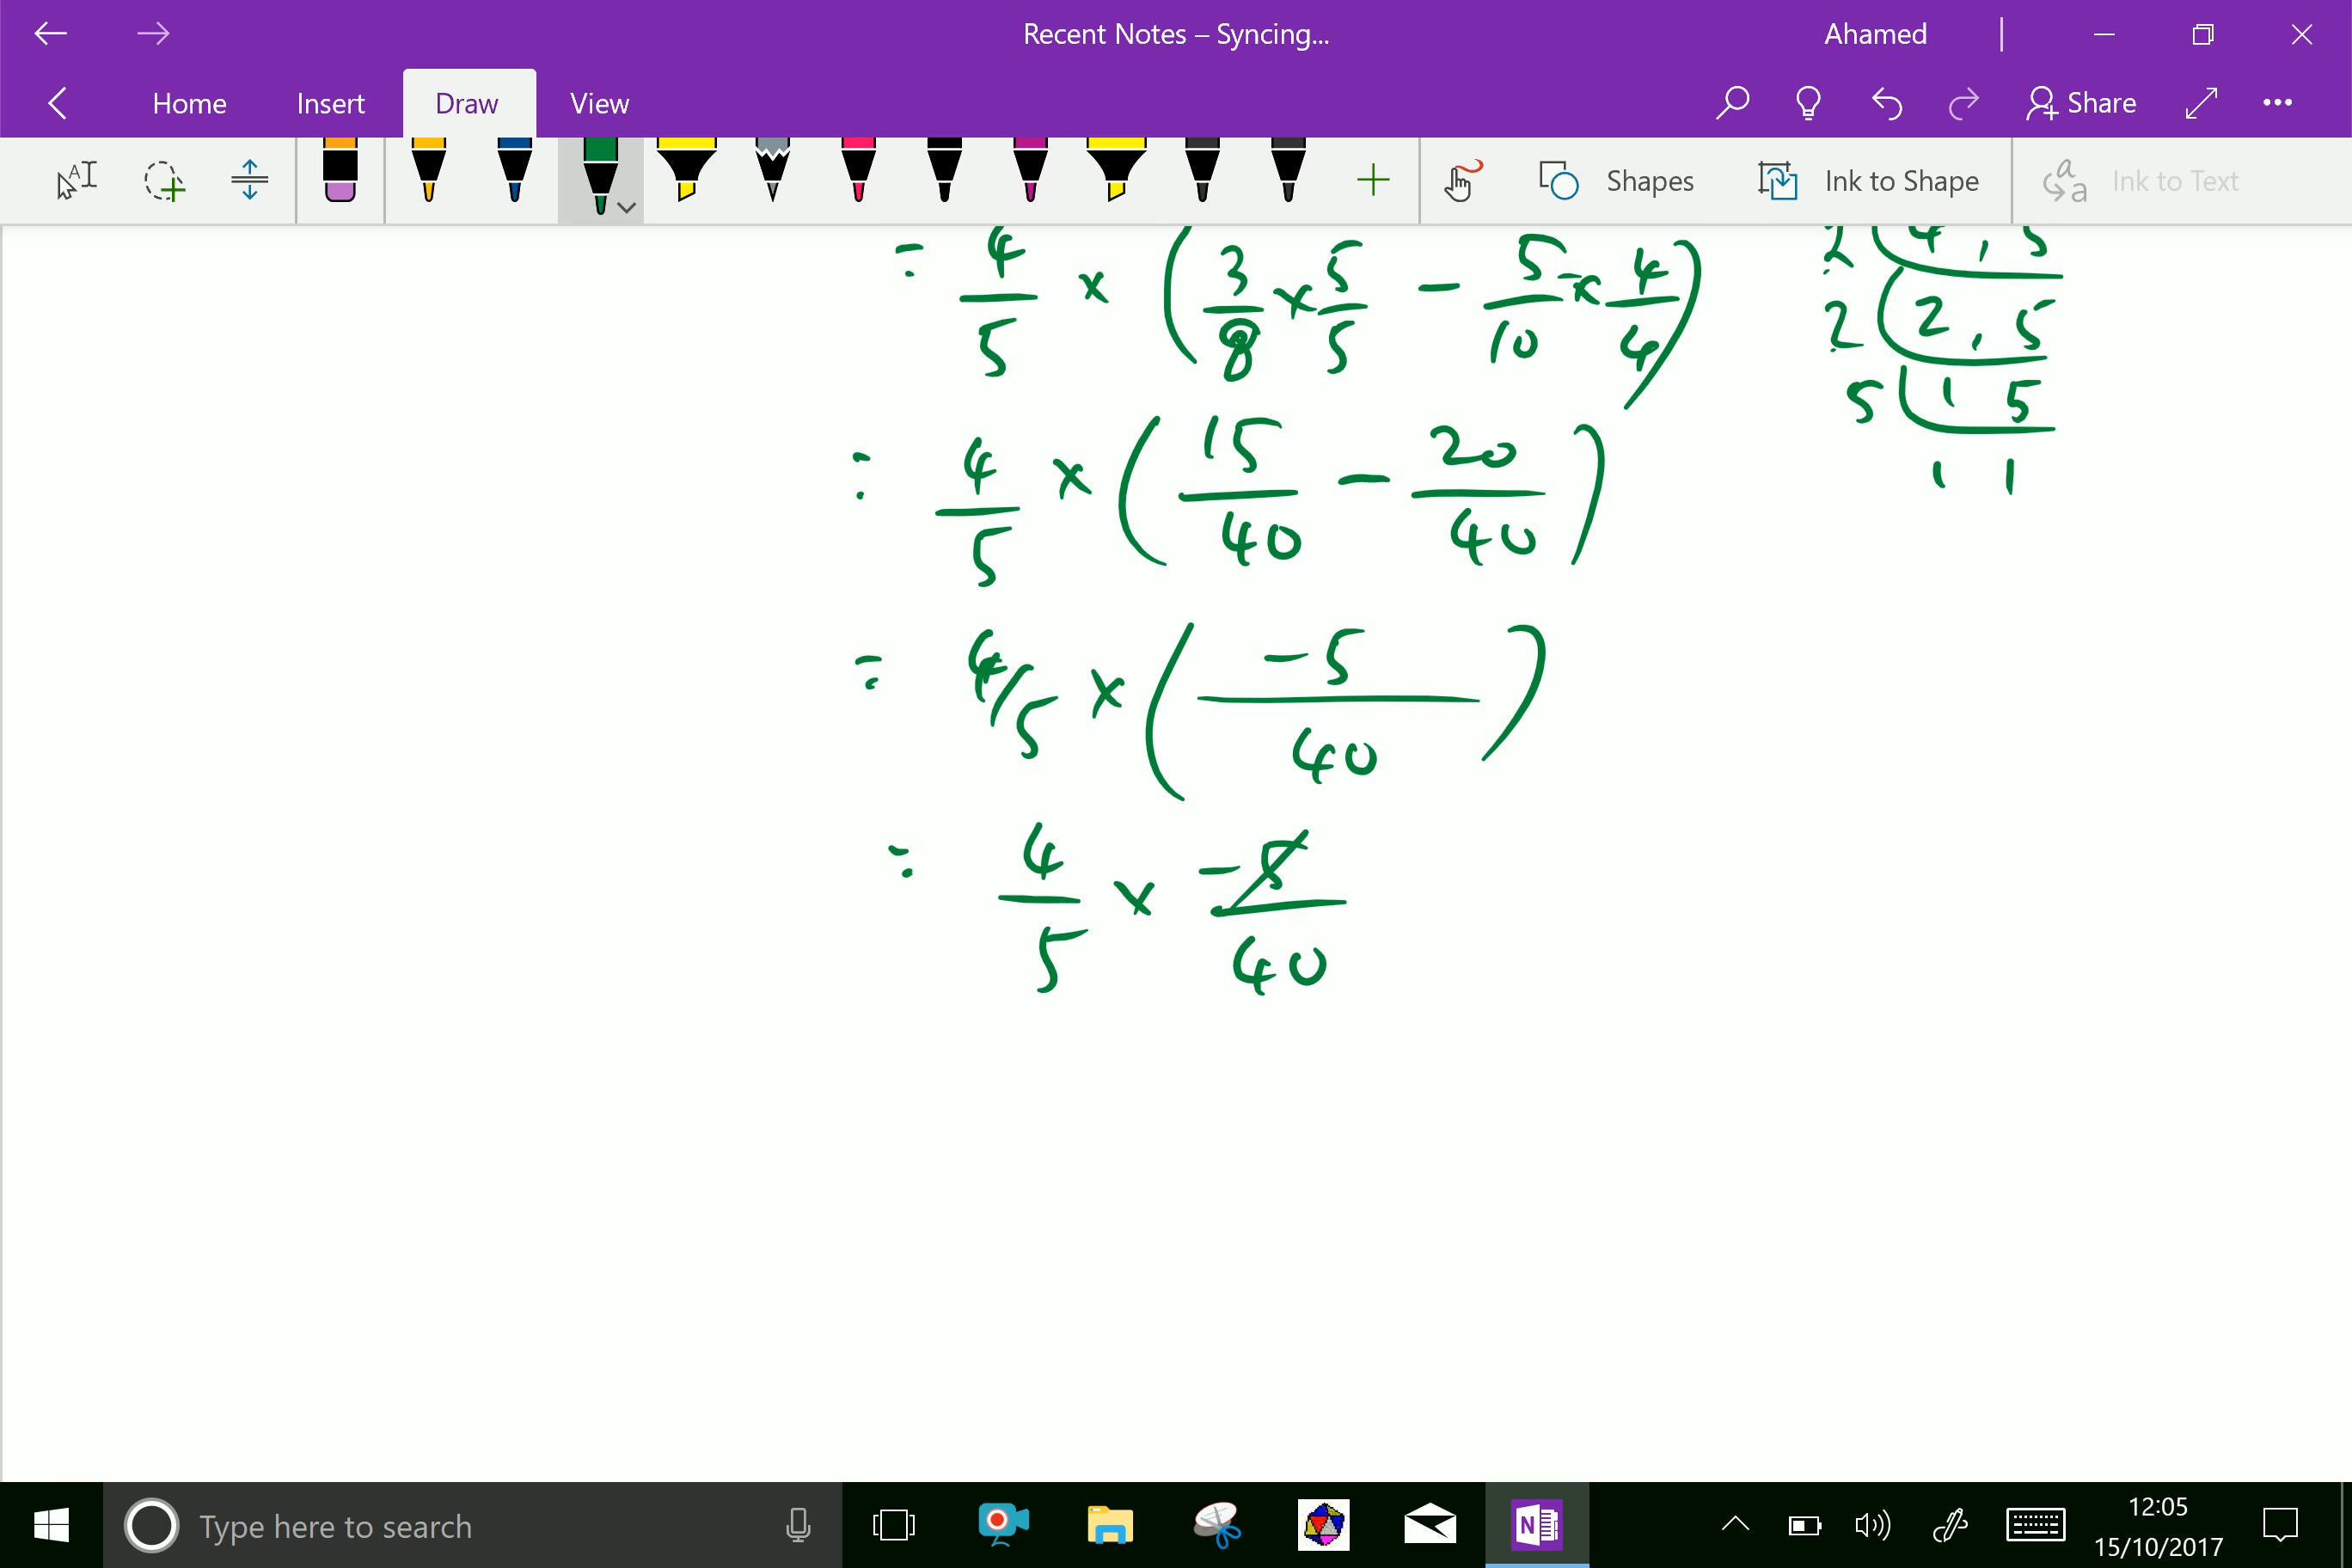 Recent Notes – Syncing... Ahamed
Home Insert Draw View Share
Shapes Ink to Shape Ink to Text
= 4/5 × (3/8 × 5/5 − 5/10 × 4/4)
= 4/5 × (15/40 − 20/40)
= 4/5 × (−5/40)
= 4/5 × −5/40
2 4, 5
2 2, 5
5 1 5
1 1
Type here to search
12:05
15/10/2017